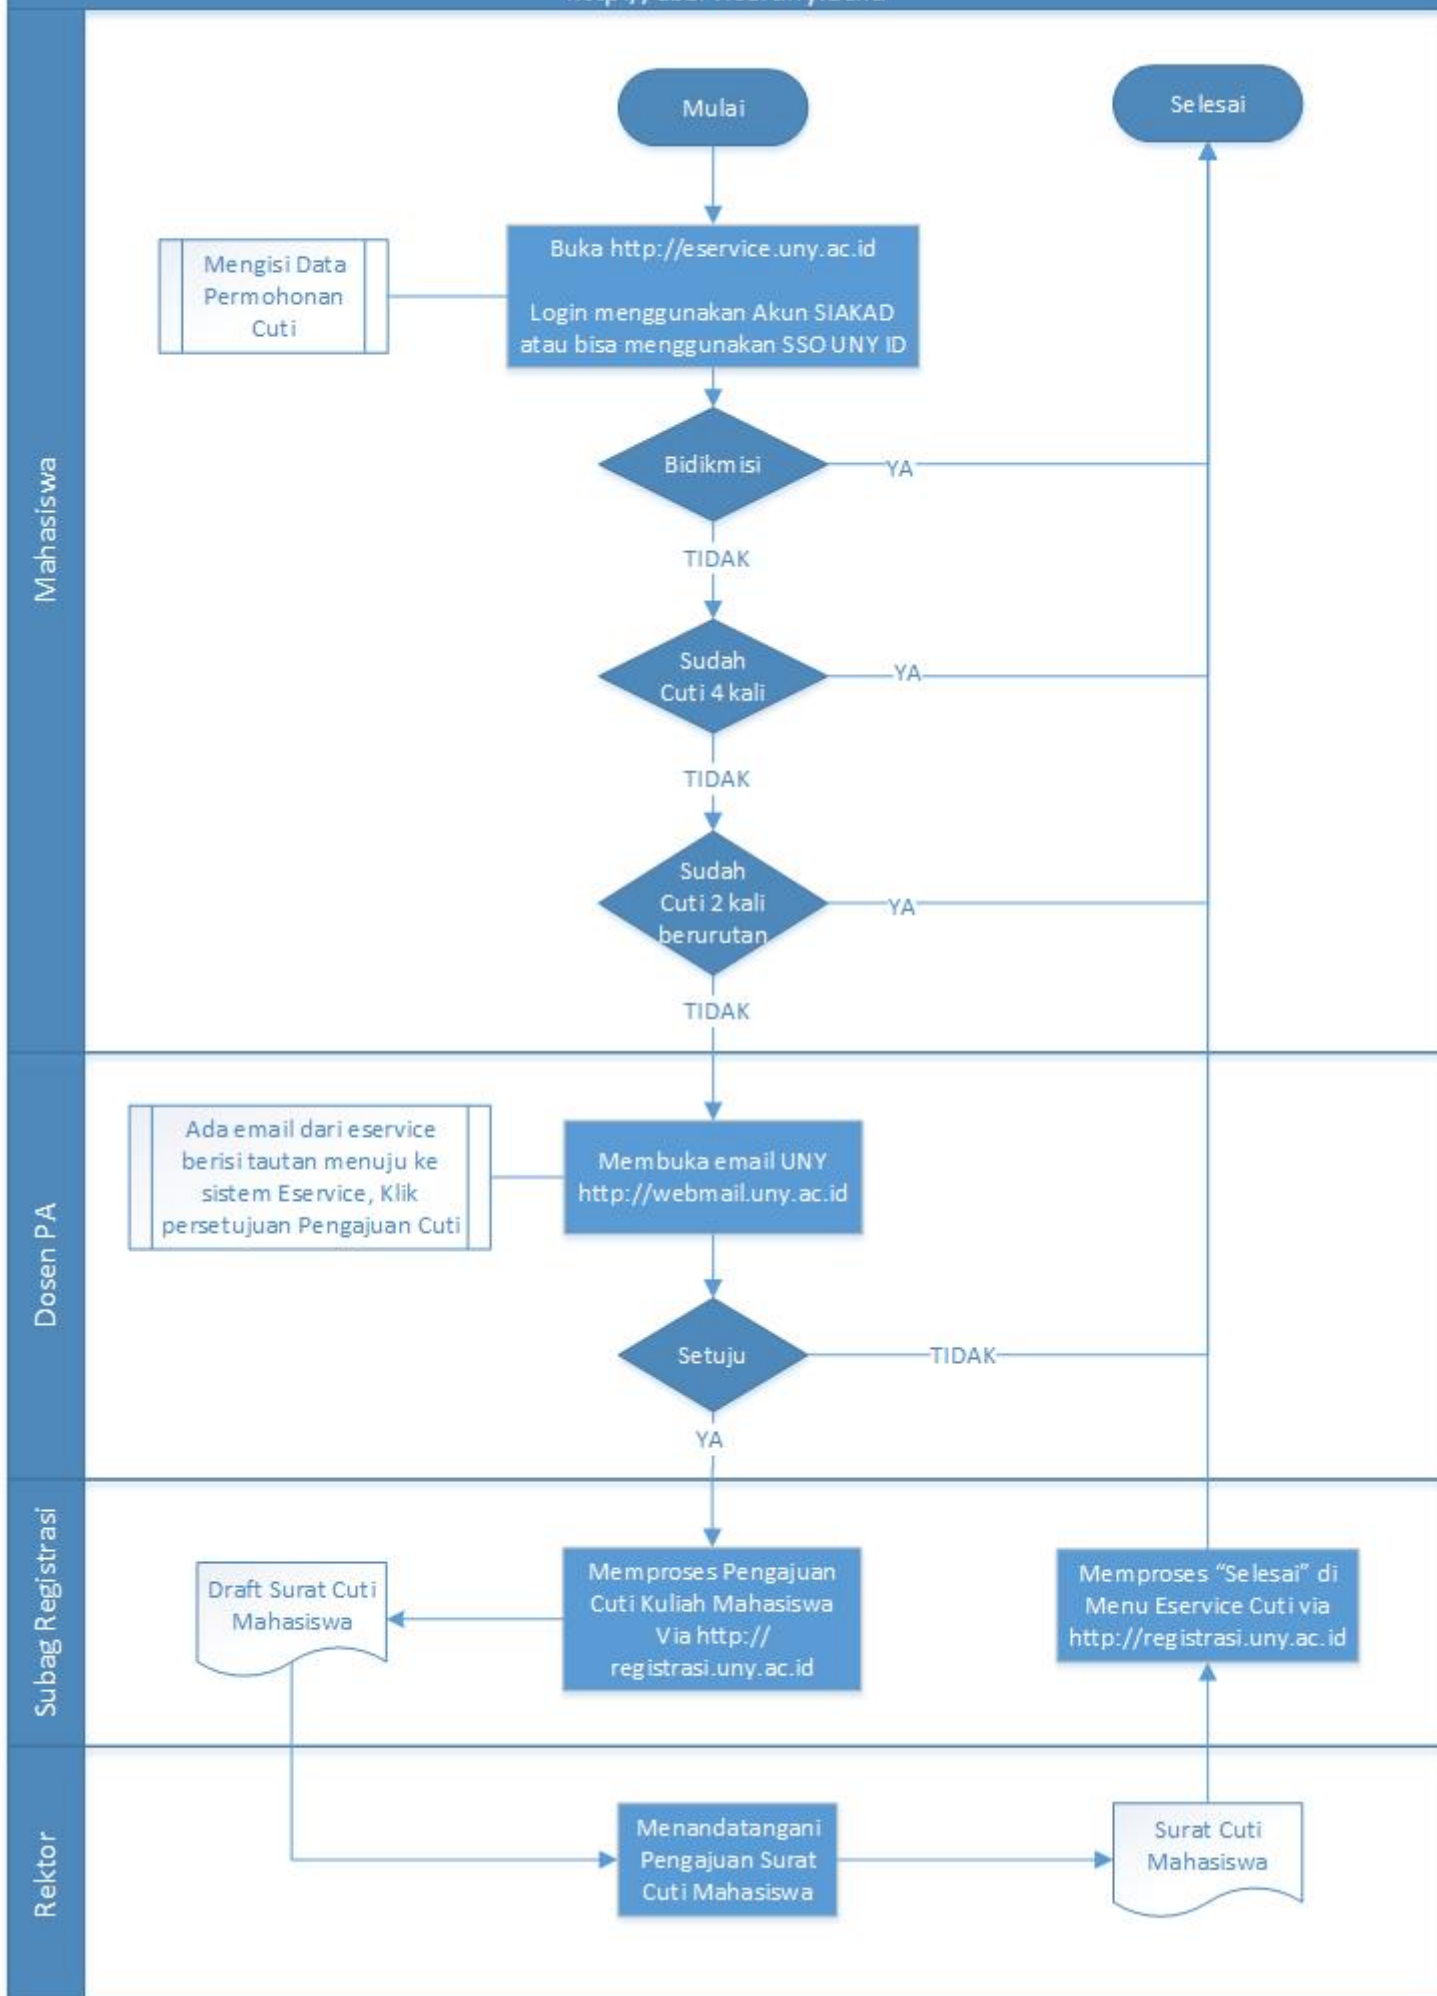 Mulai
Selesai
Mahasiswa
Mengisi Data
Permohonan
Cuti
Buka http://eservice.uny.ac.id
Login menggunakan Akun SIAKAD
atau bisa menggunakan SSO UNY ID
Bidikmisi
YA
TIDAK
Sudah
Cuti 4 kali
YA
TIDAK
Sudah
Cuti 2 kali
berurutan
YA
TIDAK
Dosen PA
Ada email dari eservice
berisi tautan menuju ke
sistem Eservice, Klik
persetujuan Pengajuan Cuti
Membuka email UNY
http://webmail.uny.ac.id
Setuju
TIDAK
YA
Subag Registrasi
Draft Surat Cuti
Mahasiswa
Memproses Pengajuan
Cuti Kuliah Mahasiswa
Via http://
registrasi.uny.ac.id
Memproses “Selesai” di
Menu Eservice Cuti via
http://registrasi.uny.ac.id
Rektor
Menandatangani
Pengajuan Surat
Cuti Mahasiswa
Surat Cuti
Mahasiswa